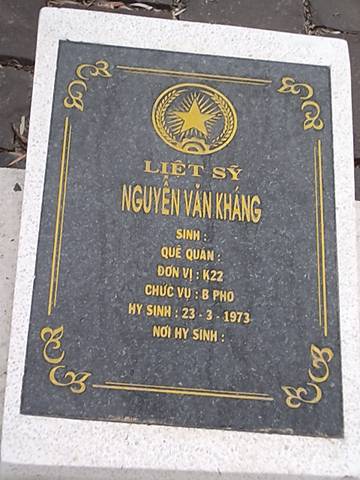 LIỆT SỸ
NGUYỄN VĂN KHÁNG
SINH :
QUÊ QUÁN :
ĐƠN VỊ : K22
CHỨC VỤ : B PHO
HY SINH : 23 - 3 - 1973
NƠI HY SINH :